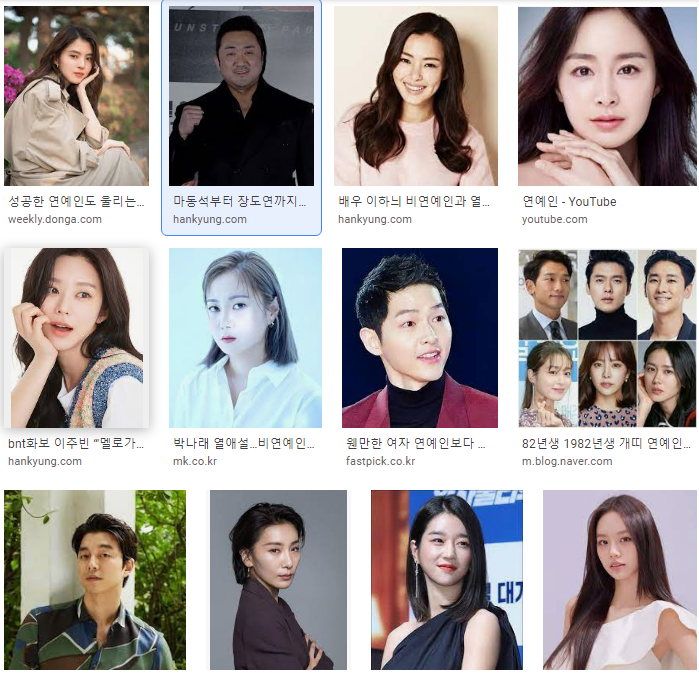 UNST PAU
성공한 연예인도 울리는...
마동석부터 장도연까지...
배우 이하늬 비연예인과 열...
연예인 - YouTube
weekly.donga.com
hankyung.com
hankyung.com
youtube.com
bnt화보 이주빈 “'멜로가...
박나래 열애설...비연예인...
웬만한 여자 연예인보다 ...
82년생 1982년생 개띠 연예인...
hankyung.com
mk.co.kr
fastpick.co.kr
m.blog.naver.com
대